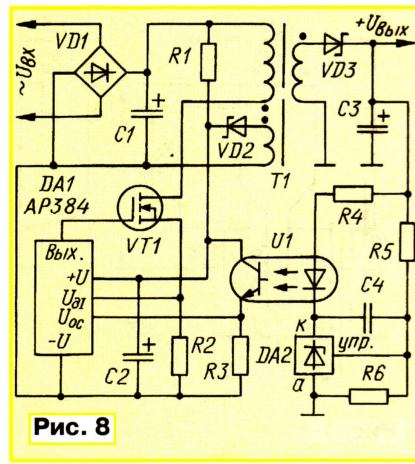 ~Uвх
VD1
R1
+Uвых
VD3
C1
VD2
T1
C3
DA1
AP384
VT1
U1
R4
R5
Вых.
+U
Uд1
Uос
-U
C2
R2
R3
C4
к
упр.
DA2
а
R6
Рис. 8